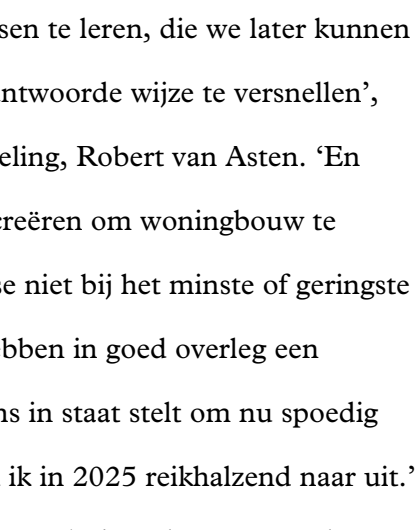 sen te leren, die we later kunnen
ntwoorde wijze te versnellen’,
eling, Robert van Asten. ‘En
creëren om woningbouw te
se niet bij het minste of geringste
bben in goed overleg een
ns in staat stelt om nu spoedig
ik in 2025 reikhalzend naar uit.’